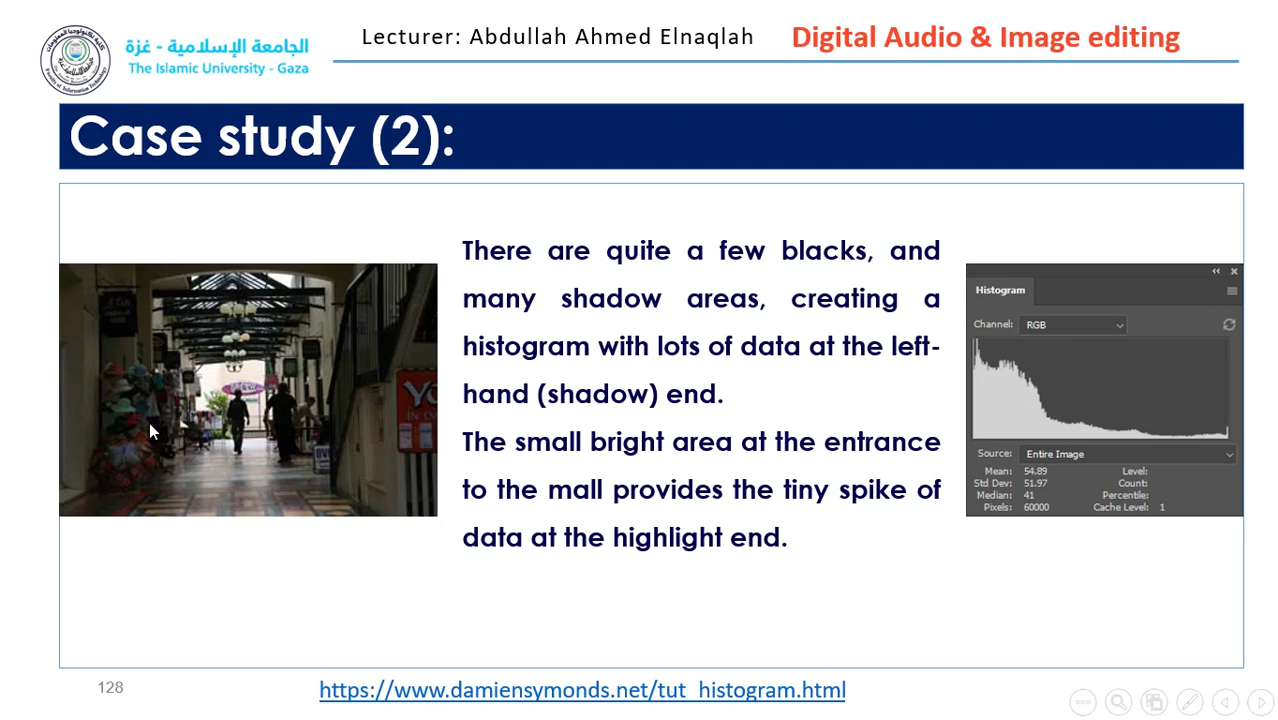 الجامعة الإسلامية - غزة
The Islamic University - Gaza
Lecturer: Abdullah Ahmed Elnaqlah
Digital Audio & Image editing
Case study (2):
There are quite a few blacks, and
many shadow areas, creating a
histogram with lots of data at the left-
hand (shadow) end.
The small bright area at the entrance
to the mall provides the tiny spike of
data at the highlight end.
Histogram
Channel: RGB
Source: Entire Image
Mean: 54.89 Level:
Std Dev: 51.97 Count:
Median: 41 Percentile:
Pixels: 60000 Cache Level: 1
128
https://www.damiensymonds.net/tut_histogram.html